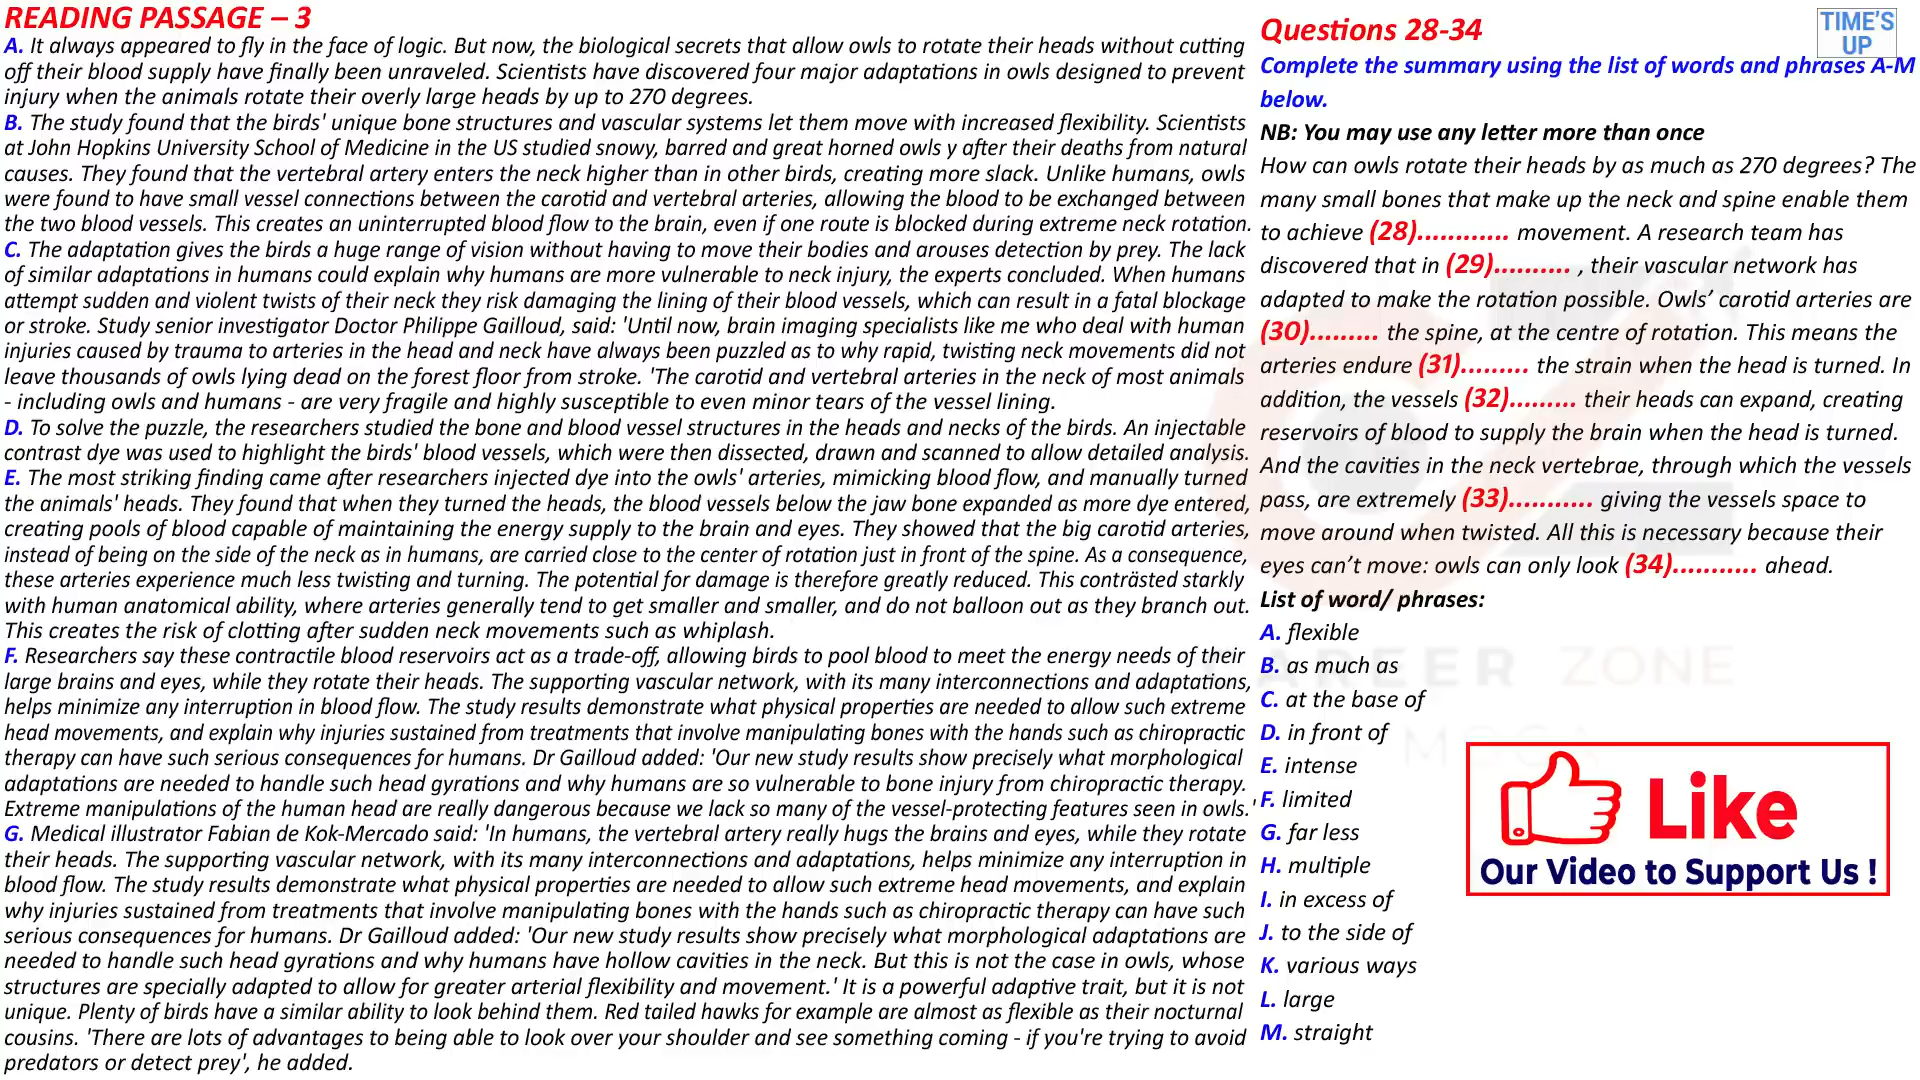 READING PASSAGE – 3
A. It always appeared to fly in the face of logic. But now, the biological secrets that allow owls to rotate their heads without cutting
off their blood supply have finally been unraveled. Scientists have discovered four major adaptations in owls designed to prevent
injury when the animals rotate their overly large heads by up to 270 degrees.
B. The study found that the birds' unique bone structures and vascular systems let them move with increased flexibility. Scientists
at John Hopkins University School of Medicine in the US studied snowy, barred and great horned owls y after their deaths from natural
causes. They found that the vertebral artery enters the neck higher than in other birds, creating more slack. Unlike humans, owls
were found to have small vessel connections between the carotid and vertebral arteries, allowing the blood to be exchanged between
the two blood vessels. This creates an uninterrupted blood flow to the brain, even if one route is blocked during extreme neck rotation.
C. The adaptation gives the birds a huge range of vision without having to move their bodies and arouses detection by prey. The lack
of similar adaptations in humans could explain why humans are more vulnerable to neck injury, the experts concluded. When humans
attempt sudden and violent twists of their neck they risk damaging the lining of their blood vessels, which can result in a fatal blockage
or stroke. Study senior investigator Doctor Philippe Gailloud, said: 'Until now, brain imaging specialists like me who deal with human
injuries caused by trauma to arteries in the head and neck have always been puzzled as to why rapid, twisting neck movements did not
leave thousands of owls lying dead on the forest floor from stroke. 'The carotid and vertebral arteries in the neck of most animals
- including owls and humans - are very fragile and highly susceptible to even minor tears of the vessel lining.
D. To solve the puzzle, the researchers studied the bone and blood vessel structures in the heads and necks of the birds. An injectable
contrast dye was used to highlight the birds' blood vessels, which were then dissected, drawn and scanned to allow detailed analysis.
E. The most striking finding came after researchers injected dye into the owls' arteries, mimicking blood flow, and manually turned
the animals' heads. They found that when they turned the heads, the blood vessels below the jaw bone expanded as more dye entered,
creating pools of blood capable of maintaining the energy supply to the brain and eyes. They showed that the big carotid arteries,
instead of being on the side of the neck as in humans, are carried close to the center of rotation just in front of the spine. As a consequence,
these arteries experience much less twisting and turning. The potential for damage is therefore greatly reduced. This conträsted starkly
with human anatomical ability, where arteries generally tend to get smaller and smaller, and do not balloon out as they branch out.
This creates the risk of clotting after sudden neck movements such as whiplash.
F. Researchers say these contractile blood reservoirs act as a trade-off, allowing birds to pool blood to meet the energy needs of their
large brains and eyes, while they rotate their heads. The supporting vascular network, with its many interconnections and adaptations,
helps minimize any interruption in blood flow. The study results demonstrate what physical properties are needed to allow such extreme
head movements, and explain why injuries sustained from treatments that involve manipulating bones with the hands such as chiropractic
therapy can have such serious consequences for humans. Dr Gailloud added: 'Our new study results show precisely what morphological
adaptations are needed to handle such head gyrations and why humans are so vulnerable to bone injury from chiropractic therapy.
Extreme manipulations of the human head are really dangerous because we lack so many of the vessel-protecting features seen in owls.'
G. Medical illustrator Fabian de Kok-Mercado said: 'In humans, the vertebral artery really hugs the brains and eyes, while they rotate
their heads. The supporting vascular network, with its many interconnections and adaptations, helps minimize any interruption in
blood flow. The study results demonstrate what physical properties are needed to allow such extreme head movements, and explain
why injuries sustained from treatments that involve manipulating bones with the hands such as chiropractic therapy can have such
serious consequences for humans. Dr Gailloud added: 'Our new study results show precisely what morphological adaptations are
needed to handle such head gyrations and why humans have hollow cavities in the neck. But this is not the case in owls, whose
structures are specially adapted to allow for greater arterial flexibility and movement.' It is a powerful adaptive trait, but it is not
unique. Plenty of birds have a similar ability to look behind them. Red tailed hawks for example are almost as flexible as their nocturnal
cousins. 'There are lots of advantages to being able to look over your shoulder and see something coming - if you're trying to avoid
predators or detect prey', he added.
Questions 28-34
TIME'S
UP
Complete the summary using the list of words and phrases A-M
below.
NB: You may use any letter more than once
How can owls rotate their heads by as much as 270 degrees? The
many small bones that make up the neck and spine enable them
to achieve (28)............ movement. A research team has
discovered that in (29).......... , their vascular network has
adapted to make the rotation possible. Owls' carotid arteries are
(30)......... the spine, at the centre of rotation. This means the
arteries endure (31)......... the strain when the head is turned. In
addition, the vessels (32)......... their heads can expand, creating
reservoirs of blood to supply the brain when the head is turned.
And the cavities in the neck vertebrae, through which the vessels
pass, are extremely (33)........... giving the vessels space to
move around when twisted. All this is necessary because their
eyes can't move: owls can only look (34)........... ahead.
List of word/ phrases:
A. flexible
B. as much as
C. at the base of
D. in front of
E. intense
F. limited
G. far less
H. multiple
I. in excess of
J. to the side of
K. various ways
L. large
M. straight
CAREER ZONE
MOGA
Like
Our Video to Support Us !